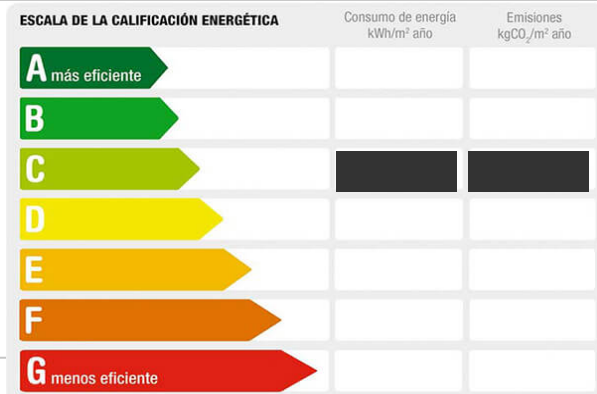 ESCALA DE LA CALIFICACIÓN ENERGÉTICA
Consumo de energía
kWh/m² año
Emisiones
kgCO₂/m² año
A más eficiente
B
C
D
E
F
G menos eficiente